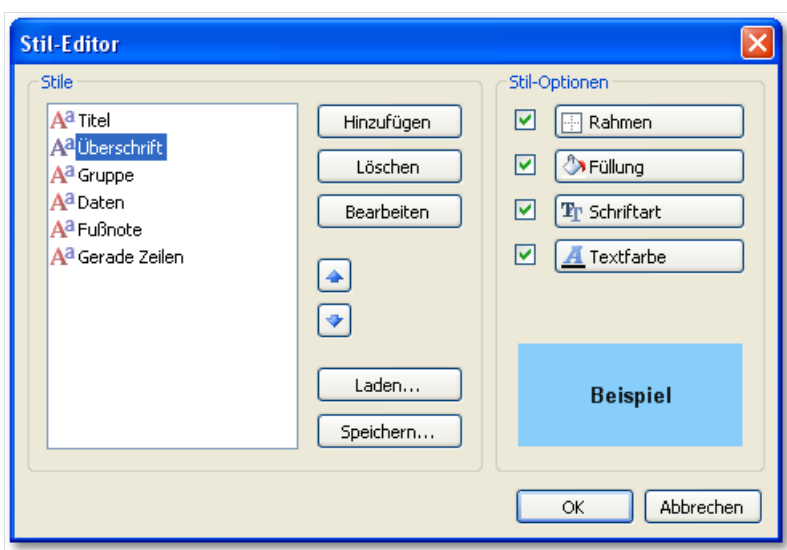 Stil-Editor
Stile
Titel
Überschrift
Gruppe
Daten
Fußnote
Gerade Zeilen
Hinzufügen
Löschen
Bearbeiten
Laden...
Speichern...
Stil-Optionen
Rahmen
Füllung
Schriftart
Textfarbe
Beispiel
OK
Abbrechen